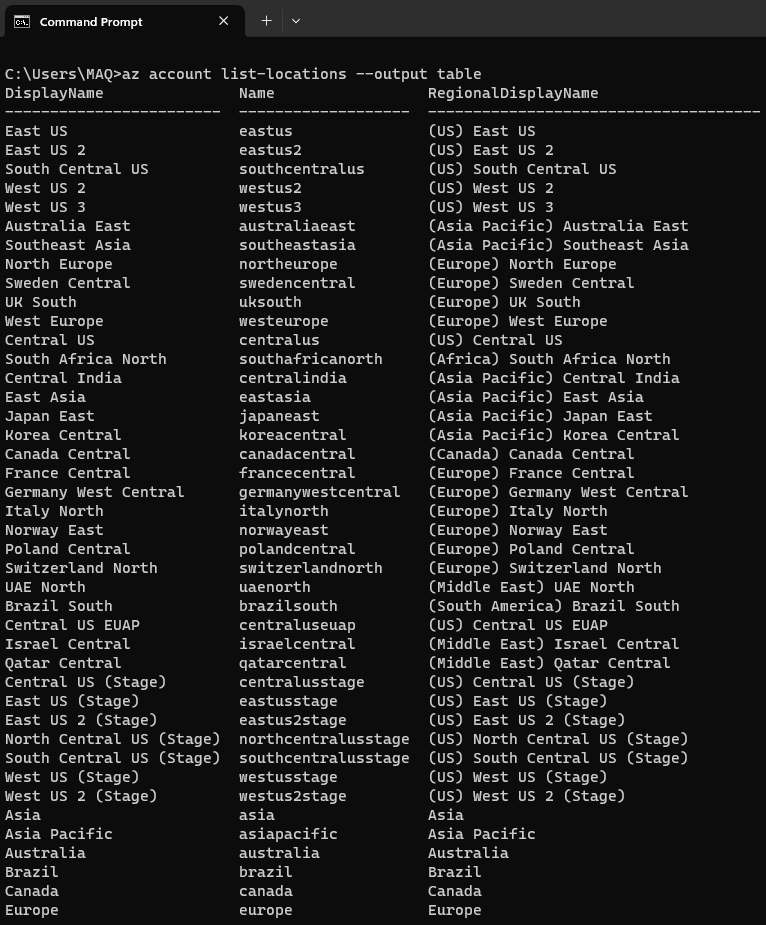 Command Prompt
C:\Users\MAQ>az account list-locations --output table
DisplayName Name RegionalDisplayName
------------------------ ------------------- -------------------------------------
East US eastus (US) East US
East US 2 eastus2 (US) East US 2
South Central US southcentralus (US) South Central US
West US 2 westus2 (US) West US 2
West US 3 westus3 (US) West US 3
Australia East australiaeast (Asia Pacific) Australia East
Southeast Asia southeastasia (Asia Pacific) Southeast Asia
North Europe northeurope (Europe) North Europe
Sweden Central swedencentral (Europe) Sweden Central
UK South uksouth (Europe) UK South
West Europe westeurope (Europe) West Europe
Central US centralus (US) Central US
South Africa North southafricanorth (Africa) South Africa North
Central India centralindia (Asia Pacific) Central India
East Asia eastasia (Asia Pacific) East Asia
Japan East japaneast (Asia Pacific) Japan East
Korea Central koreacentral (Asia Pacific) Korea Central
Canada Central canadacentral (Canada) Canada Central
France Central francecentral (Europe) France Central
Germany West Central germanywestcentral (Europe) Germany West Central
Italy North italynorth (Europe) Italy North
Norway East norwayeast (Europe) Norway East
Poland Central polandcentral (Europe) Poland Central
Switzerland North switzerlandnorth (Europe) Switzerland North
UAE North uaenorth (Middle East) UAE North
Brazil South brazilsouth (South America) Brazil South
Central US EUAP centraluseuap (US) Central US EUAP
Israel Central israelcentral (Middle East) Israel Central
Qatar Central qatarcentral (Middle East) Qatar Central
Central US (Stage) centralusstage (US) Central US (Stage)
East US (Stage) eastusstage (US) East US (Stage)
East US 2 (Stage) eastus2stage (US) East US 2 (Stage)
North Central US (Stage) northcentralusstage (US) North Central US (Stage)
South Central US (Stage) southcentralusstage (US) South Central US (Stage)
West US (Stage) westusstage (US) West US (Stage)
West US 2 (Stage) westus2stage (US) West US 2 (Stage)
Asia asia Asia
Asia Pacific asiapacific Asia Pacific
Australia australia Australia
Brazil brazil Brazil
Canada canada Canada
Europe europe Europe